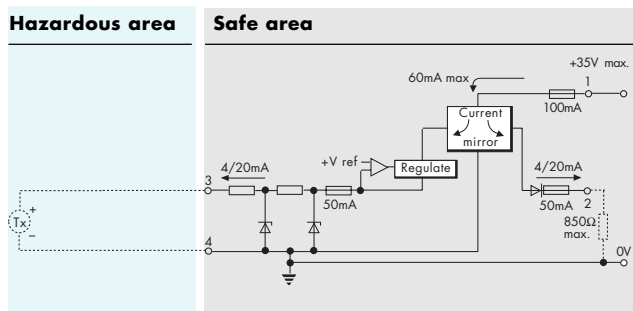 Hazardous area
Safe area
+35V max.
60mA max
1
100mA
Current
mirror
+V ref
Regulate
4/20mA
4/20mA
3
50mA
50mA
2
850Ω
max.
Tx
+
–
4
0V